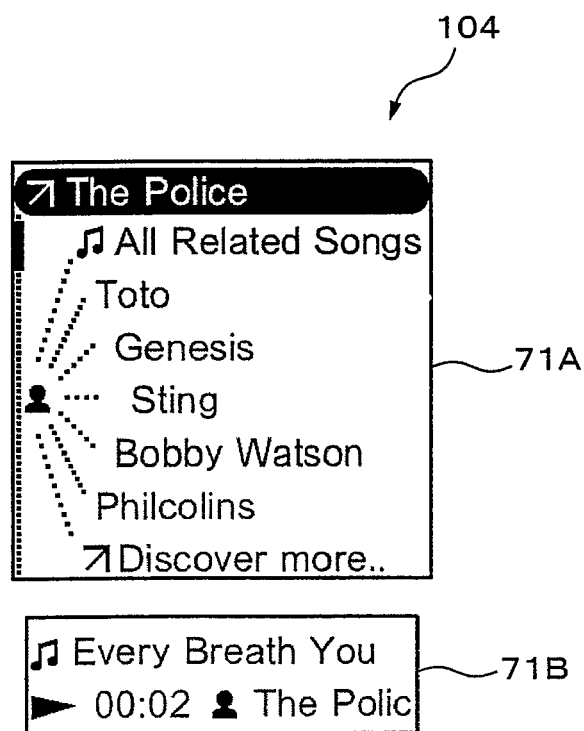 104
The Police
All Related Songs
Toto
Genesis
71A
Sting
Bobby Watson
Philcolins
Discover more..
Every Breath You
71B
00:02 The Polic